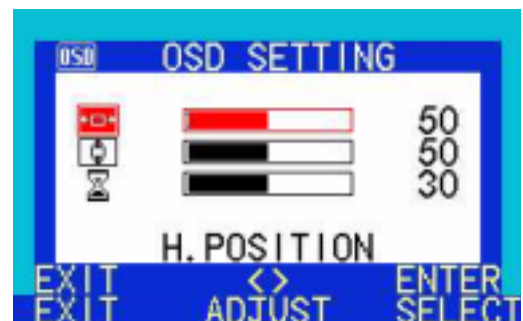 OSD OSD SETTING
50
50
30
H.POSITION
EXIT <> ENTER
EXIT ADJUST SELECT